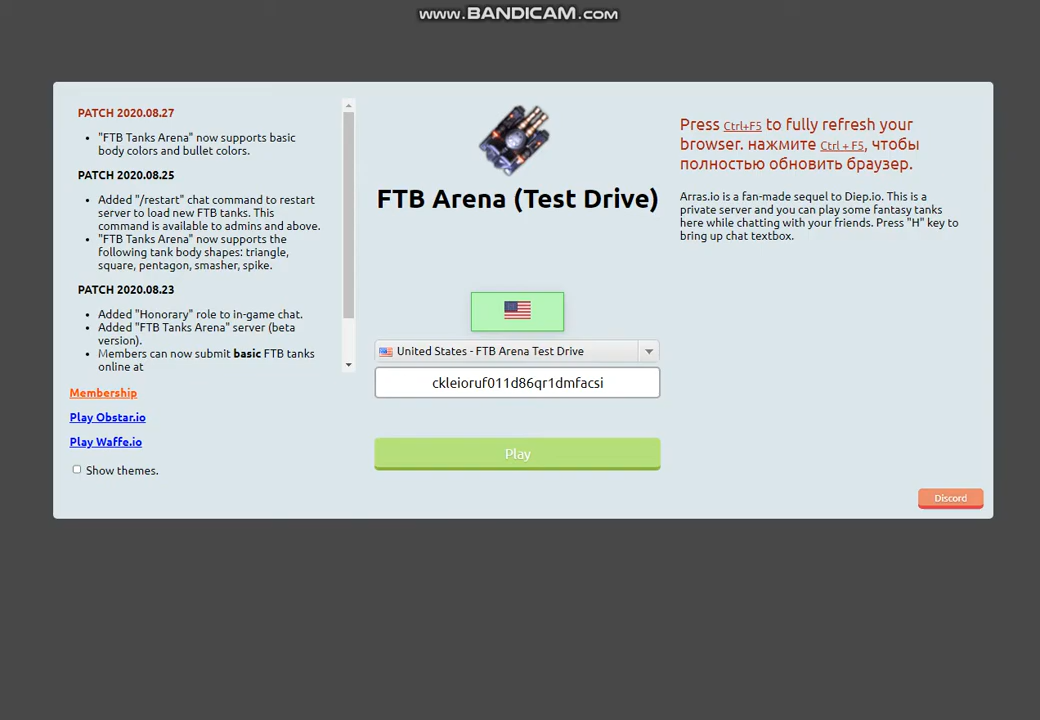 www.BANDICAM.com
PATCH 2020.08.27
"FTB Tanks Arena" now supports basic
body colors and bullet colors.
PATCH 2020.08.25
Added "/restart" chat command to restart
server to load new FTB tanks. This
command is available to admins and above.
"FTB Tanks Arena" now supports the
following tank body shapes: triangle,
square, pentagon, smasher, spike.
PATCH 2020.08.23
Added "Honorary" role to in-game chat.
Added "FTB Tanks Arena" server (beta
version).
Members can now submit basic FTB tanks
online at
Membership
Play Obstar.io
Play Waffe.io
Show themes.
FTB Arena (Test Drive)
United States - FTB Arena Test Drive
ckleioruf011d86qr1dmfacsi
Play
Press Ctrl+F5 to fully refresh your
browser. нажмите Ctrl + F5, чтобы
полностью обновить браузер.
Arras.io is a fan-made sequel to Diep.io. This is a
private server and you can play some fantasy tanks
here while chatting with your friends. Press "H" key to
bring up chat textbox.
Discord